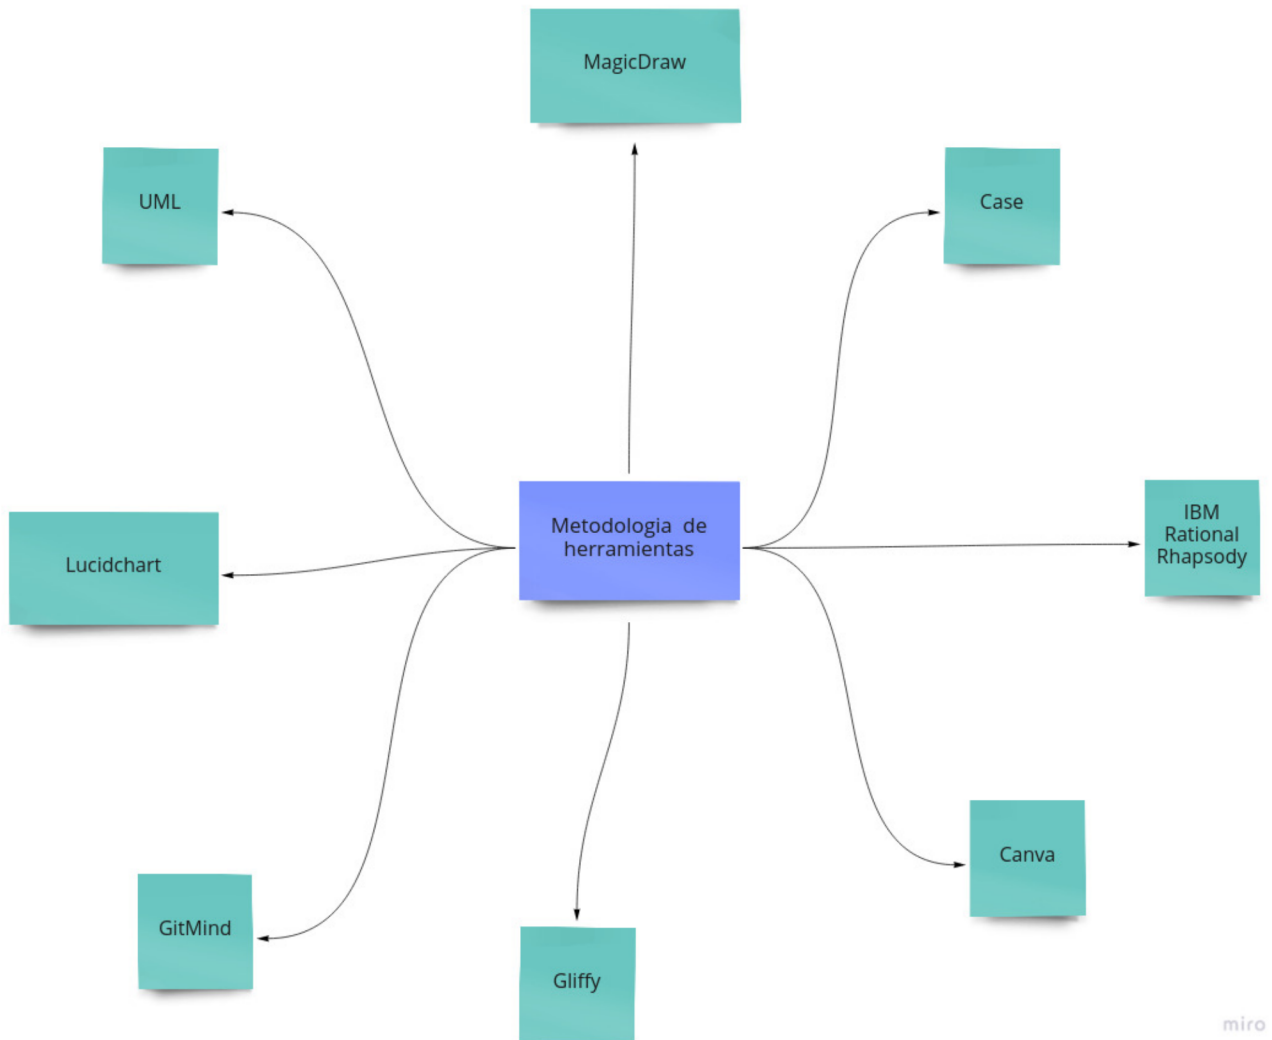 MagicDraw
UML
Case
Metodologia de
herramientas
IBM
Rational
Rhapsody
Lucidchart
Canva
GitMind
Gliffy
miro